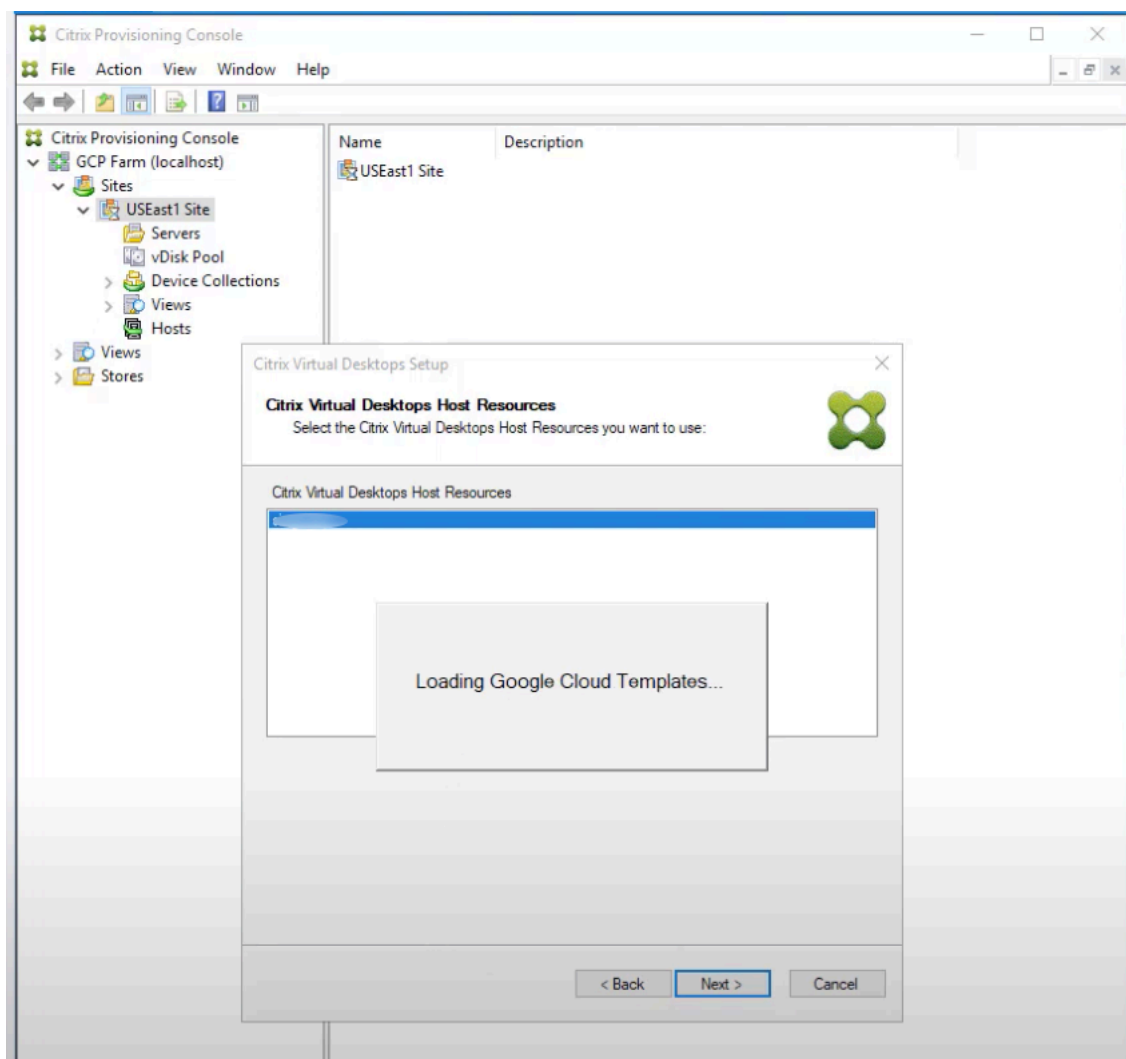 Citrix Provisioning Console
File Action View Window Help
Citrix Provisioning Console
GCP Farm (localhost)
Sites
USEast1 Site
Servers
vDisk Pool
Device Collections
Views
Hosts
Views
Stores
Name Description
USEast1 Site
Citrix Virtual Desktops Setup
Citrix Virtual Desktops Host Resources
Select the Citrix Virtual Desktops Host Resources you want to use:
Citrix Virtual Desktops Host Resources
Loading Google Cloud Templates...
< Back Next > Cancel